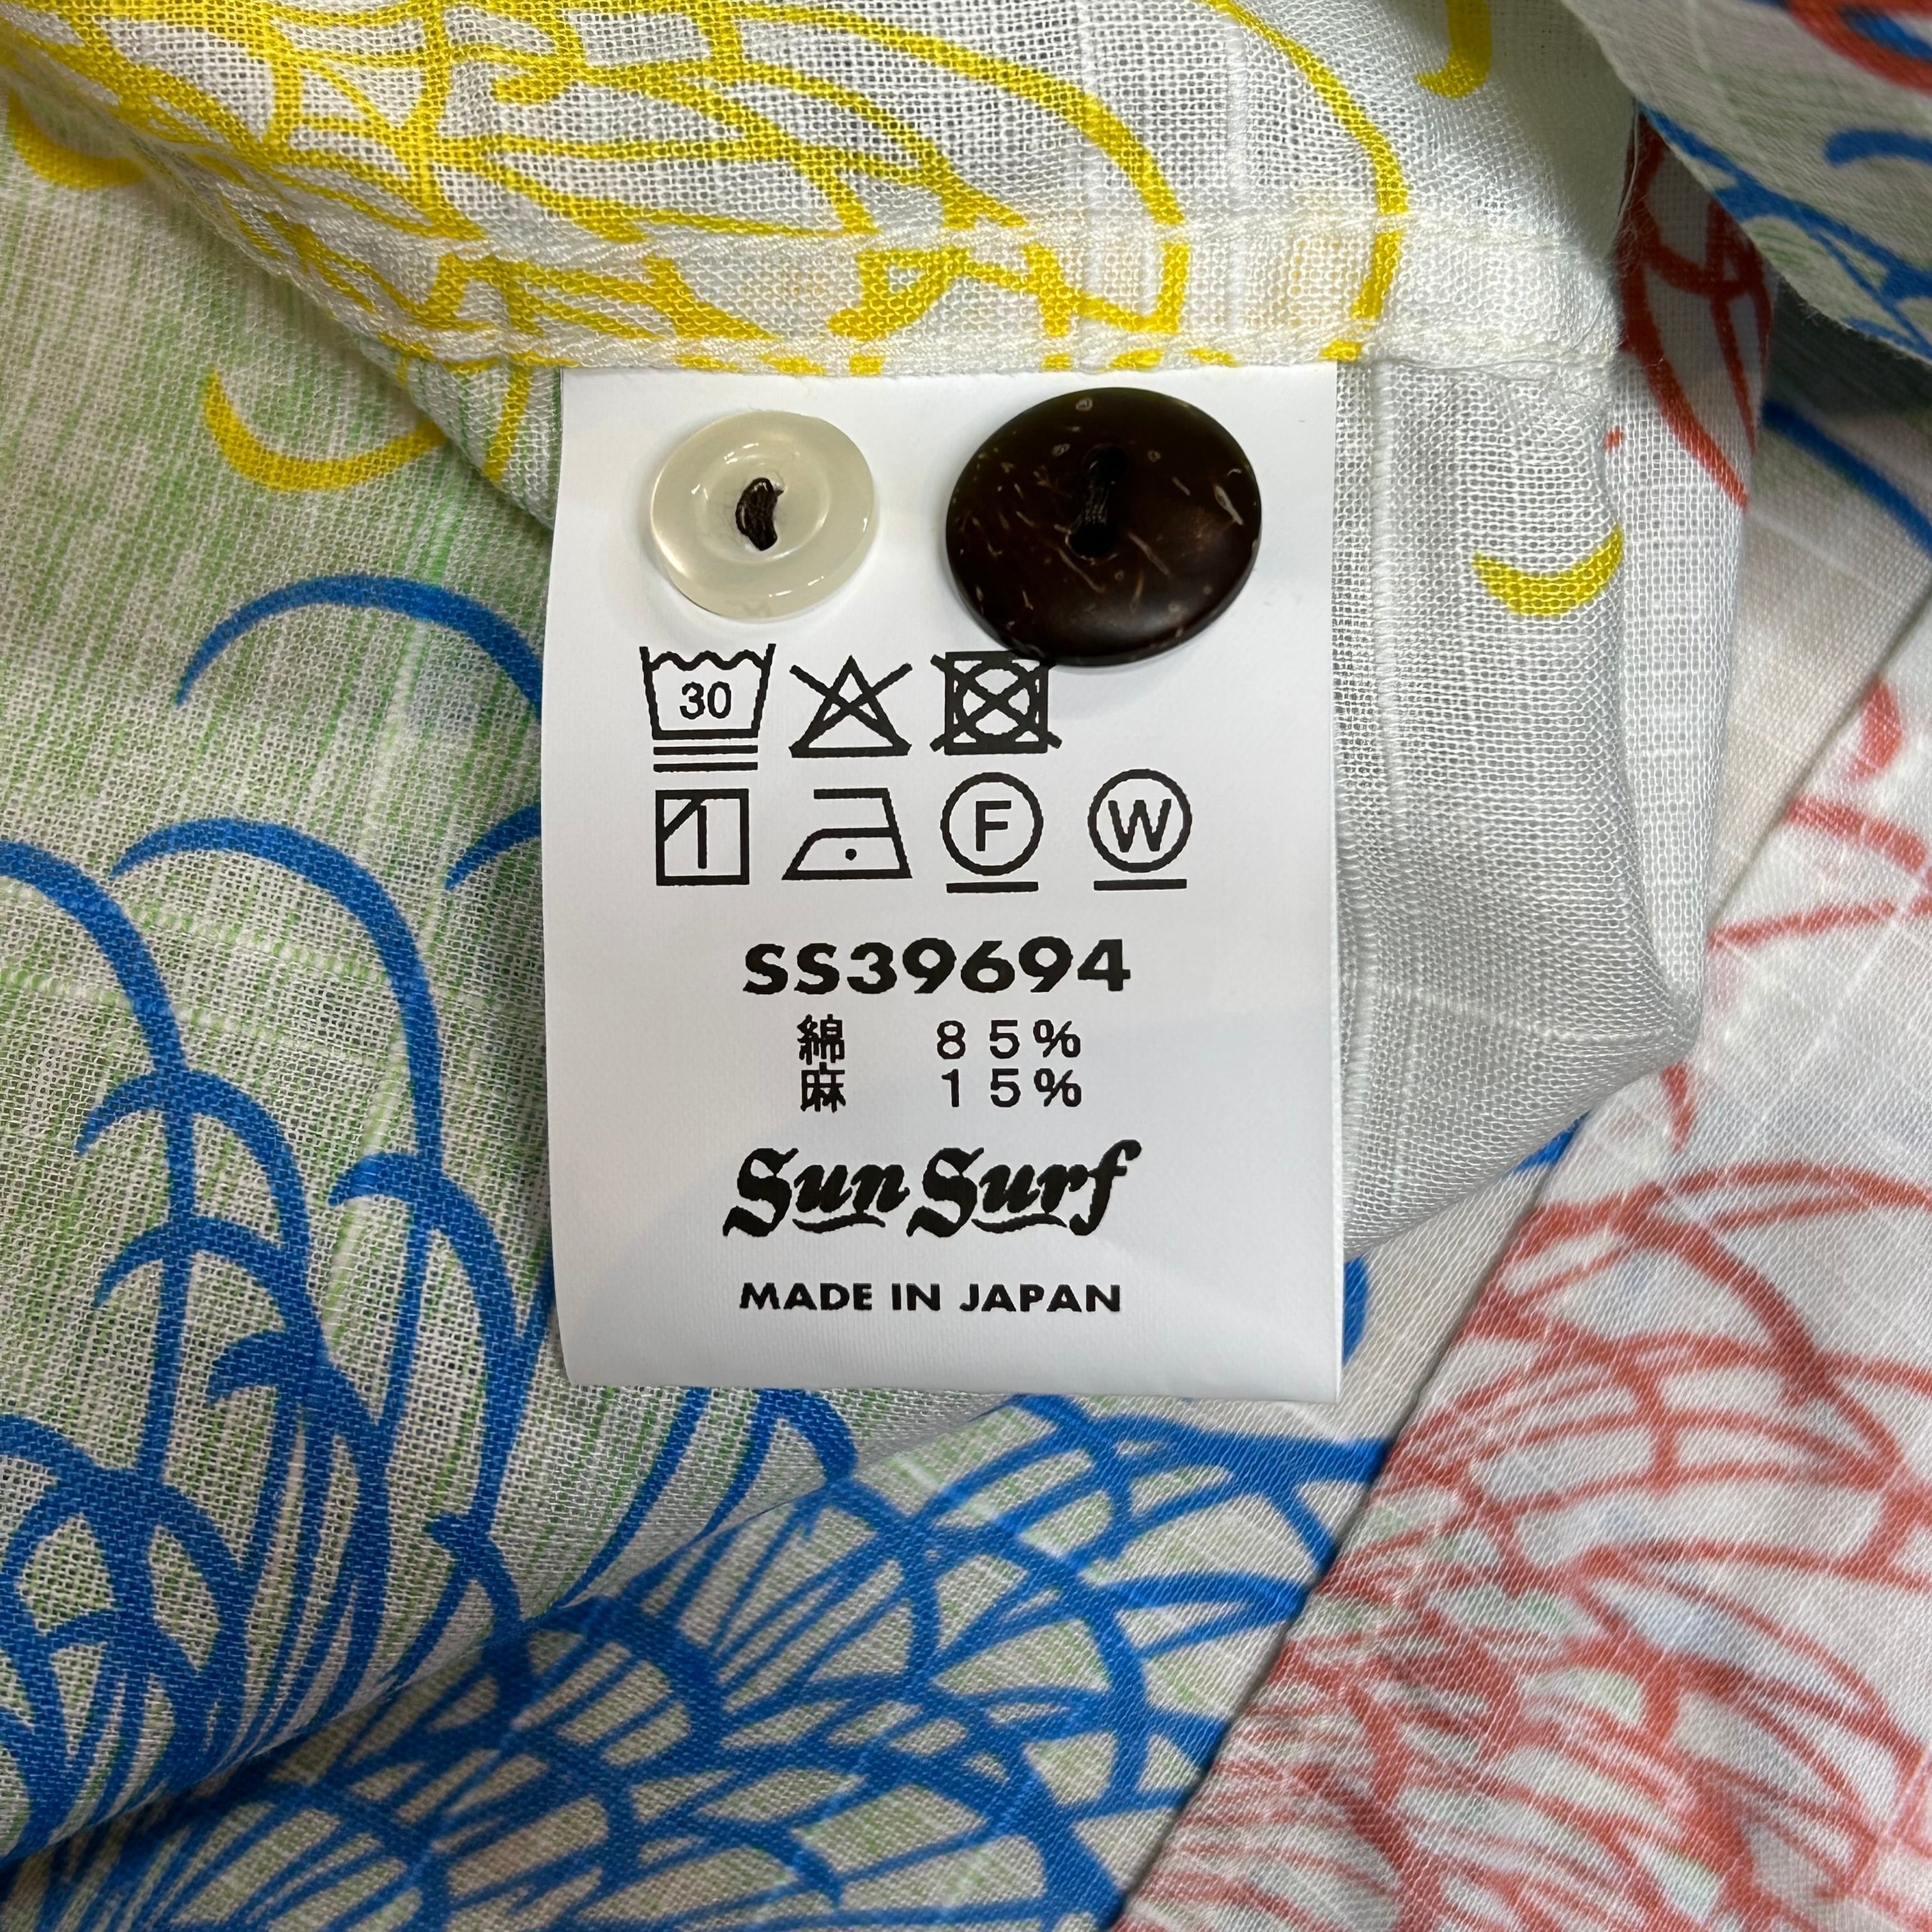 30
F W
SS39694
綿 85%
麻 15%
Sun Surf
MADE IN JAPAN